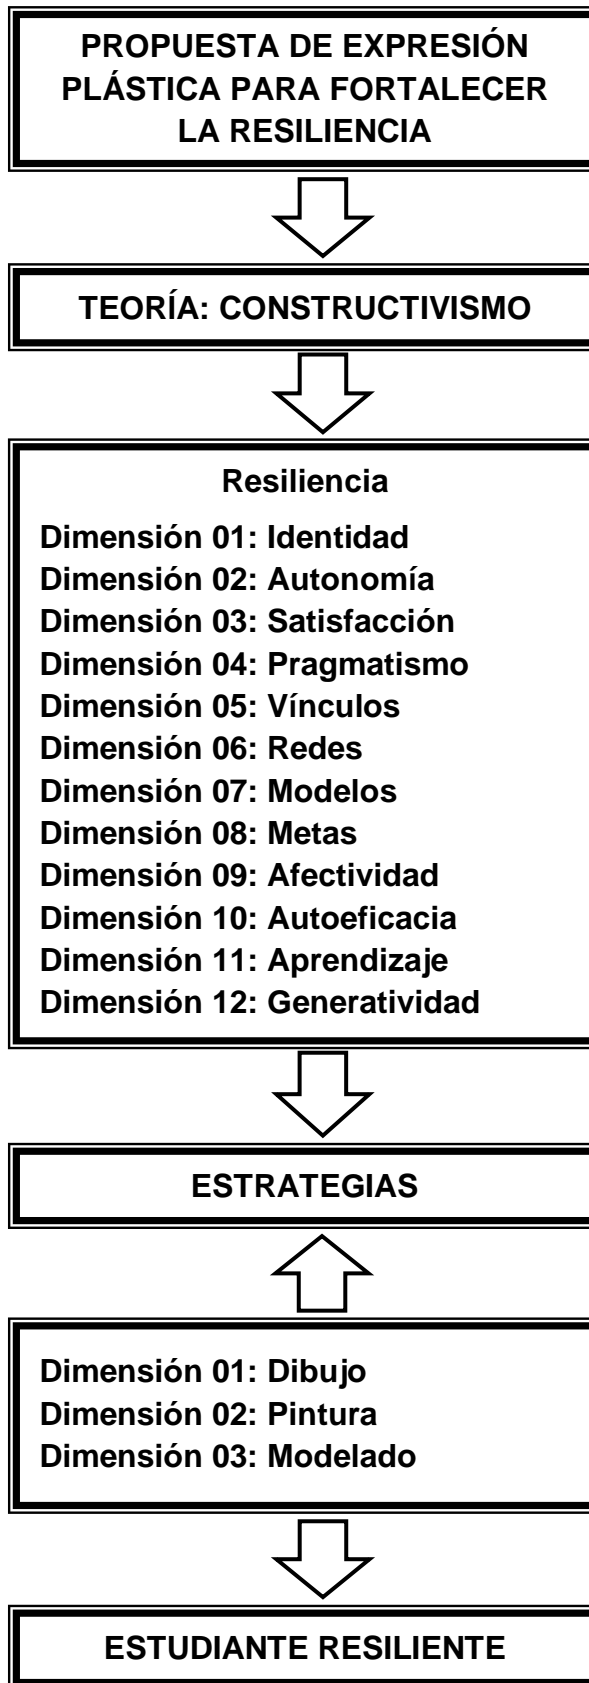 PROPUESTA DE EXPRESIÓN
PLÁSTICA PARA FORTALECER
LA RESILIENCIA
TEORÍA: CONSTRUCTIVISMO
Resiliencia
Dimensión 01: Identidad
Dimensión 02: Autonomía
Dimensión 03: Satisfacción
Dimensión 04: Pragmatismo
Dimensión 05: Vínculos
Dimensión 06: Redes
Dimensión 07: Modelos
Dimensión 08: Metas
Dimensión 09: Afectividad
Dimensión 10: Autoeficacia
Dimensión 11: Aprendizaje
Dimensión 12: Generatividad
ESTRATEGIAS
Dimensión 01: Dibujo
Dimensión 02: Pintura
Dimensión 03: Modelado
ESTUDIANTE RESILIENTE